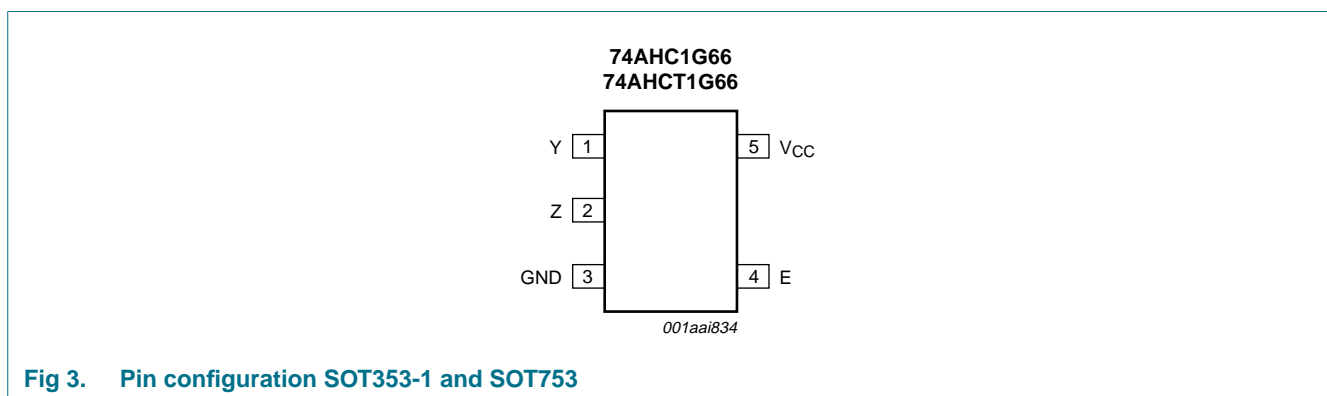 74AHC1G66
74AHCT1G66
Y 1 5 VCC
Z 2
GND 3 4 E
001aai834
Fig 3. Pin configuration SOT353-1 and SOT753